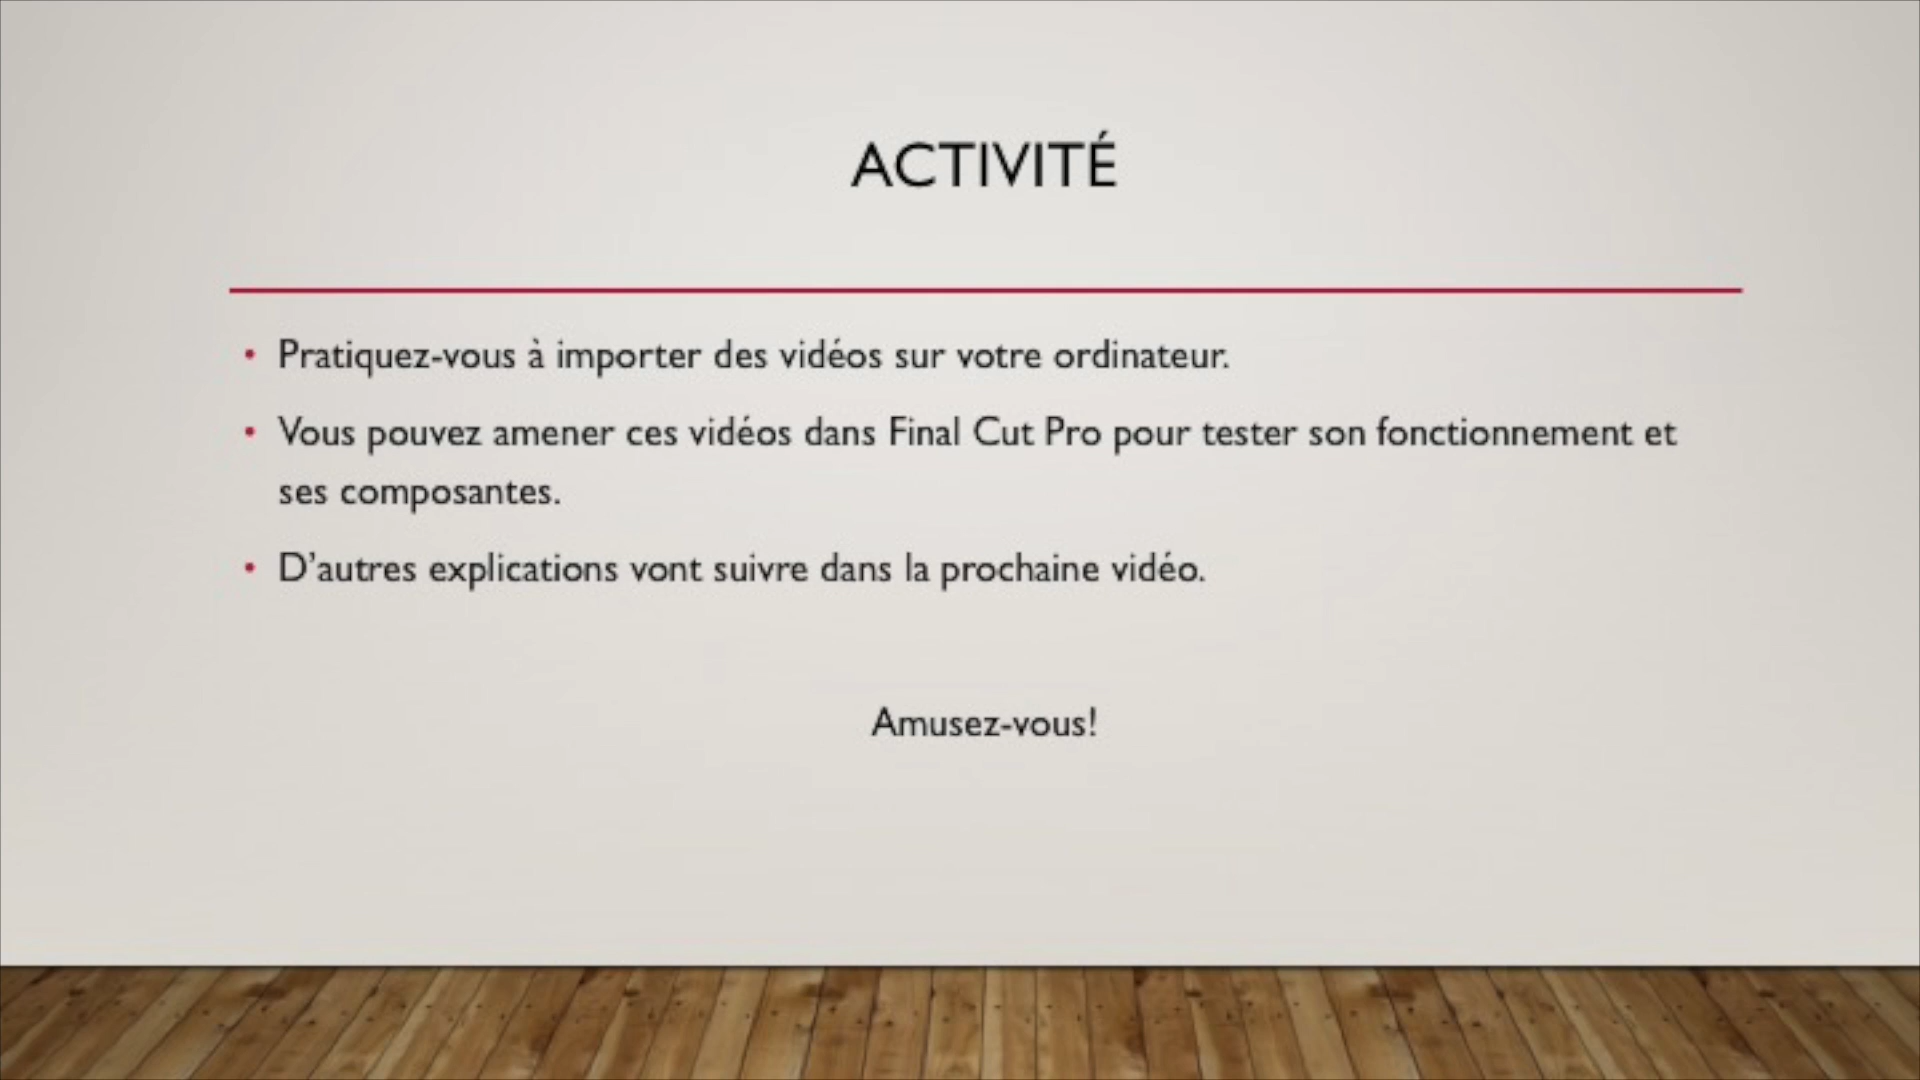 ACTIVITÉ
• Pratiquez-vous à importer des vidéos sur votre ordinateur.
• Vous pouvez amener ces vidéos dans Final Cut Pro pour tester son fonctionnement et
ses composantes.
• D’autres explications vont suivre dans la prochaine vidéo.
Amusez-vous!